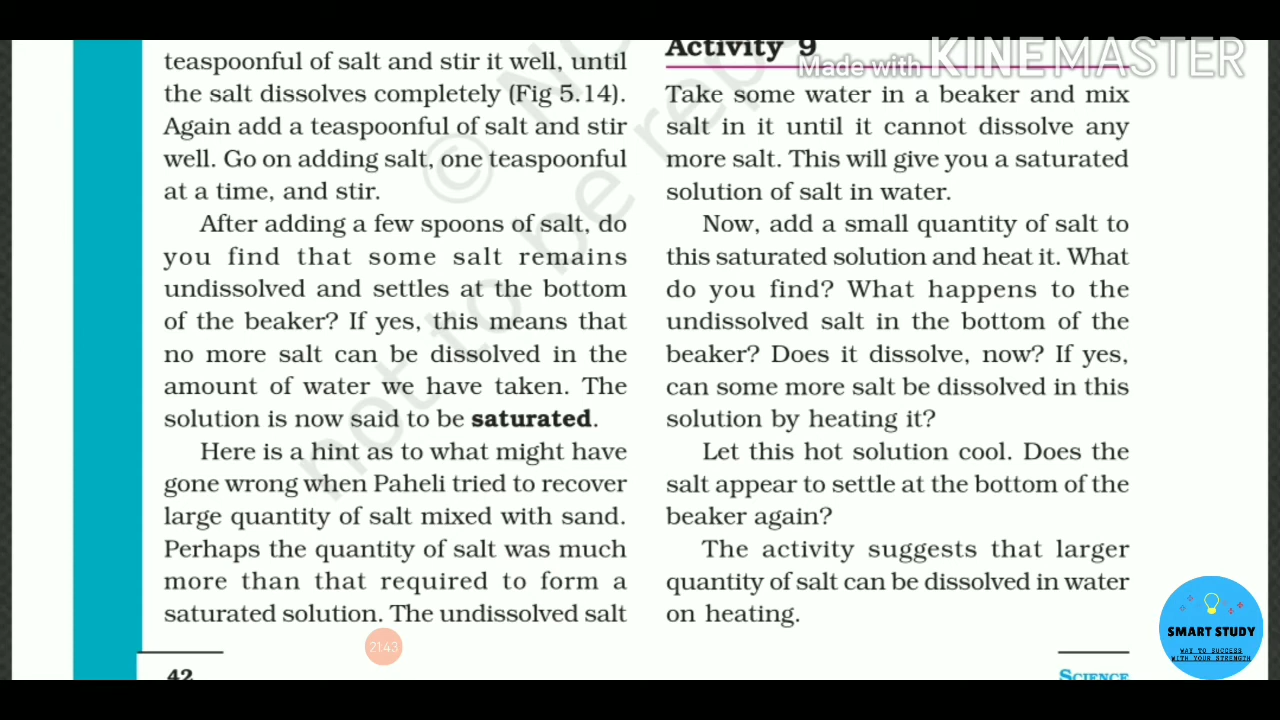 teaspoonful of salt and stir it well, until
the salt dissolves completely (Fig 5.14).
Again add a teaspoonful of salt and stir
well. Go on adding salt, one teaspoonful
at a time, and stir.
After adding a few spoons of salt, do
you find that some salt remains
undissolved and settles at the bottom
of the beaker? If yes, this means that
no more salt can be dissolved in the
amount of water we have taken. The
solution is now said to be saturated.
Here is a hint as to what might have
gone wrong when Paheli tried to recover
large quantity of salt mixed with sand.
Perhaps the quantity of salt was much
more than that required to form a
saturated solution. The undissolved salt
21:43
42
Activity 9
Made with KINEMASTER
Take some water in a beaker and mix
salt in it until it cannot dissolve any
more salt. This will give you a saturated
solution of salt in water.
Now, add a small quantity of salt to
this saturated solution and heat it. What
do you find? What happens to the
undissolved salt in the bottom of the
beaker? Does it dissolve, now? If yes,
can some more salt be dissolved in this
solution by heating it?
Let this hot solution cool. Does the
salt appear to settle at the bottom of the
beaker again?
The activity suggests that larger
quantity of salt can be dissolved in water
on heating.
SCIENCE
SMART STUDY
WAY TO SUCCESS
WITH YOUR STRENGTH
© N
not to be rep